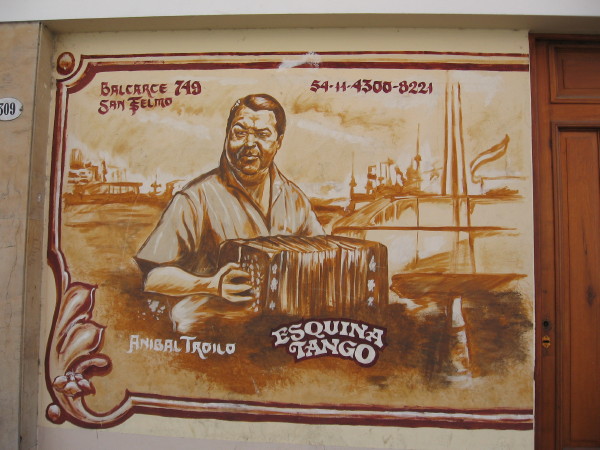 BALCARCE 749
SAN TELMO
54-11-4300-8221
509
ANIBAL TROILO
ESQUINA
TANGO